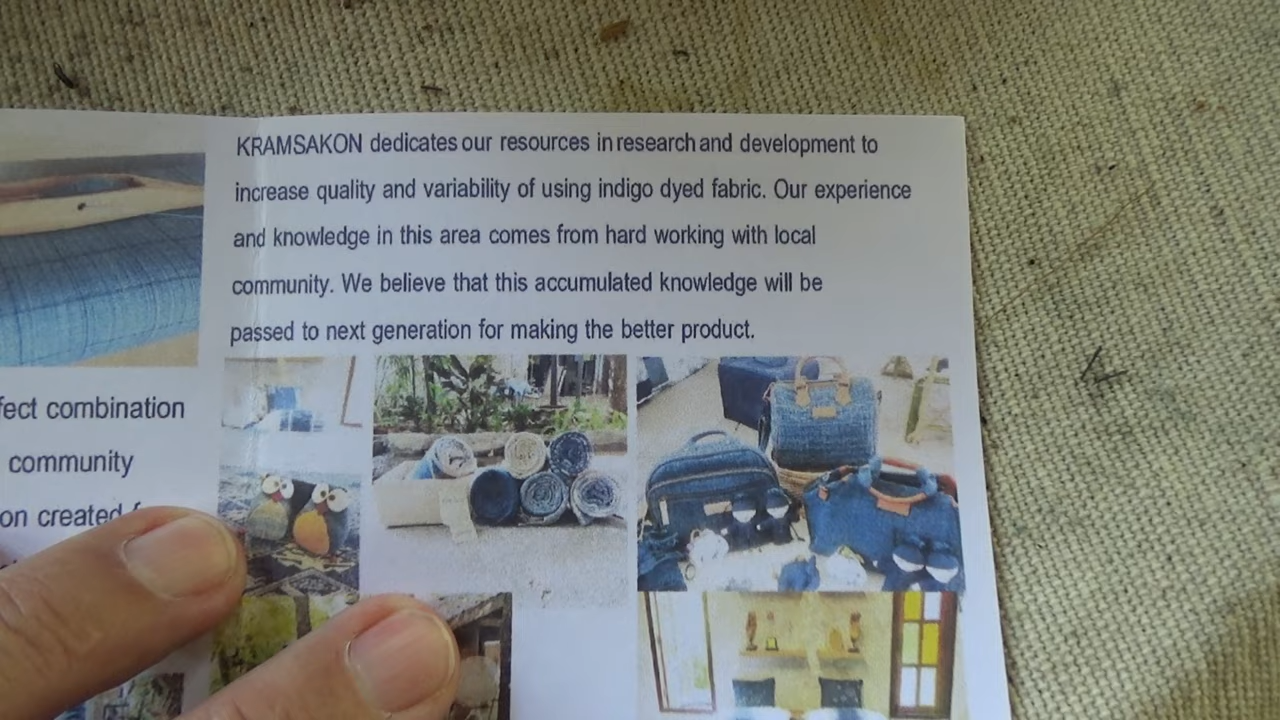 KRAMSAKON dedicates our resources in research and development to
increase quality and variability of using indigo dyed fabric. Our experience
and knowledge in this area comes from hard working with local
community. We believe that this accumulated knowledge will be
passed to next generation for making the better product.
combination
community
created